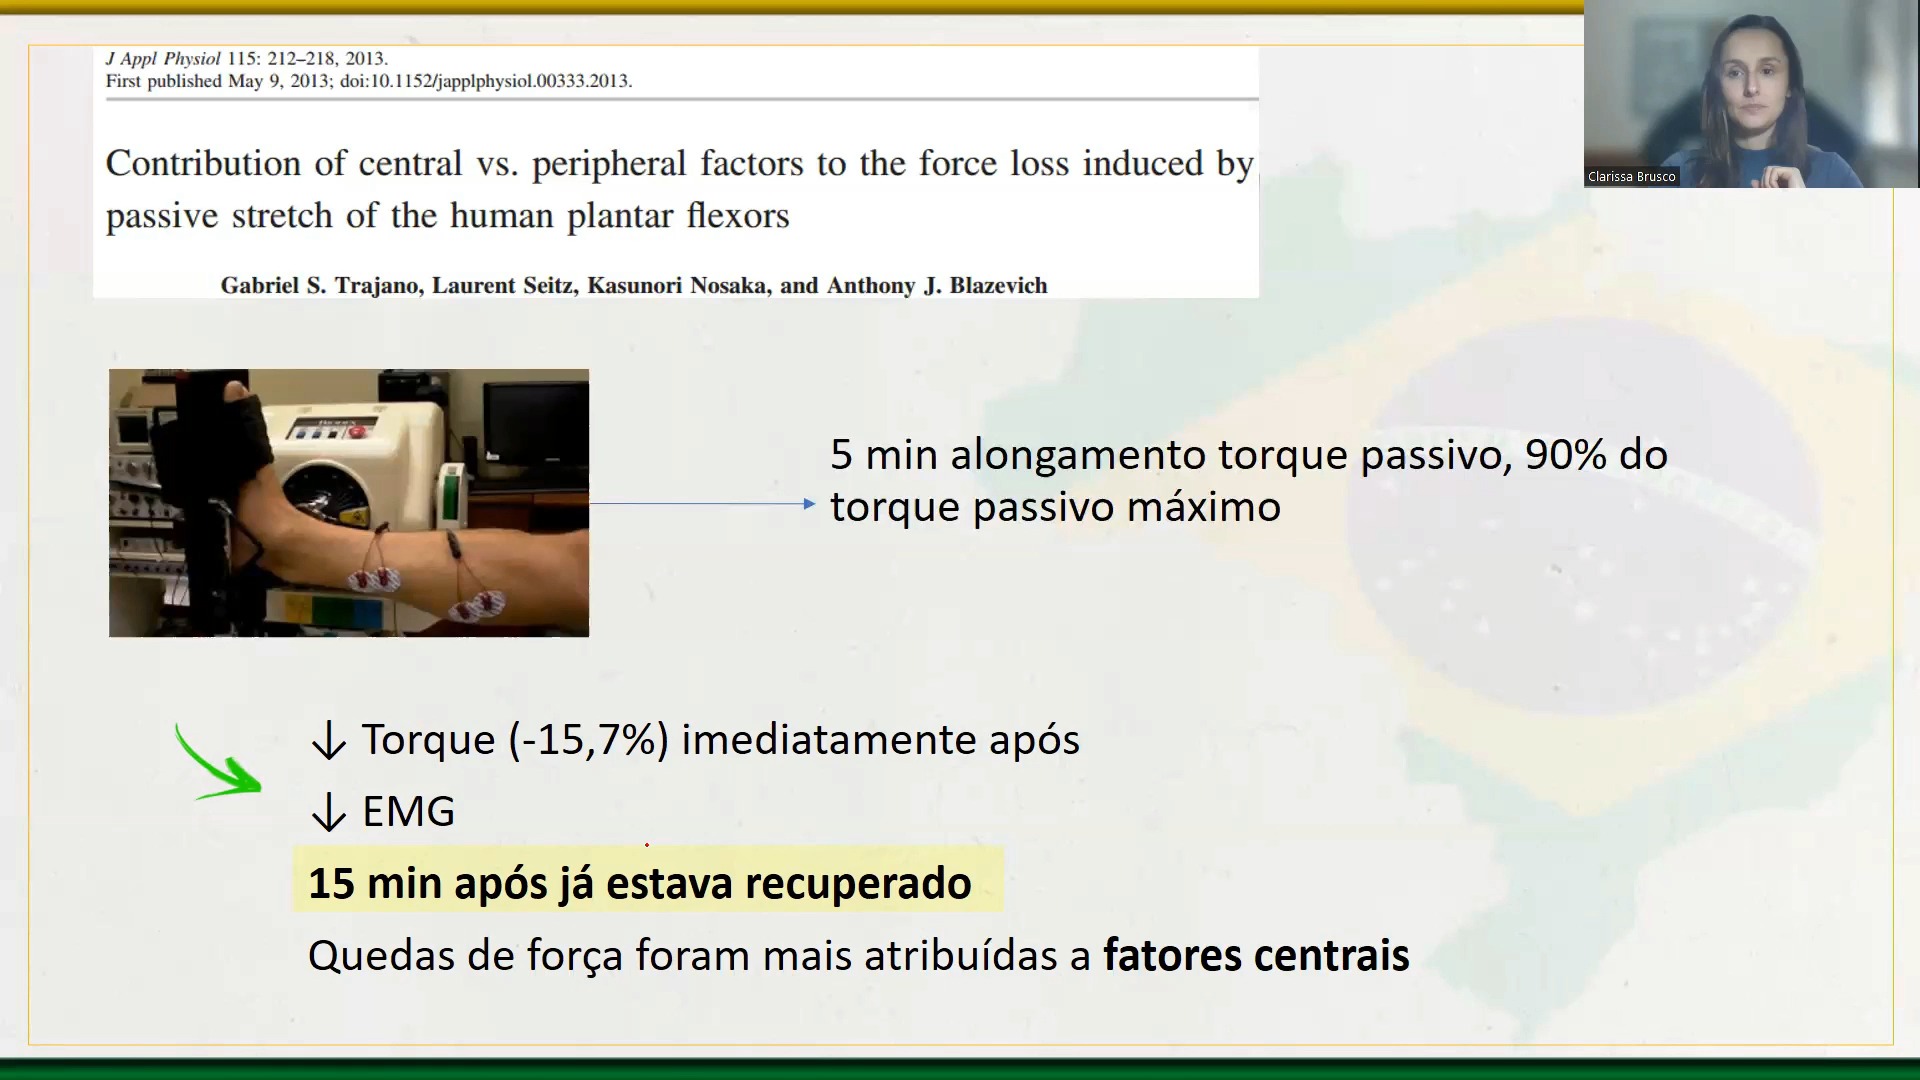 J Appl Physiol 115: 212–218, 2013.
First published May 9, 2013; doi:10.1152/japplphysiol.00333.2013.
Contribution of central vs. peripheral factors to the force loss induced by
passive stretch of the human plantar flexors
Gabriel S. Trajano, Laurent Seitz, Kasunori Nosaka, and Anthony J. Blazevich
Clarissa Brusco
5 min alongamento torque passivo, 90% do
torque passivo máximo
↓ Torque (-15,7%) imediatamente após
↓ EMG
15 min após já estava recuperado
Quedas de força foram mais atribuídas a fatores centrais